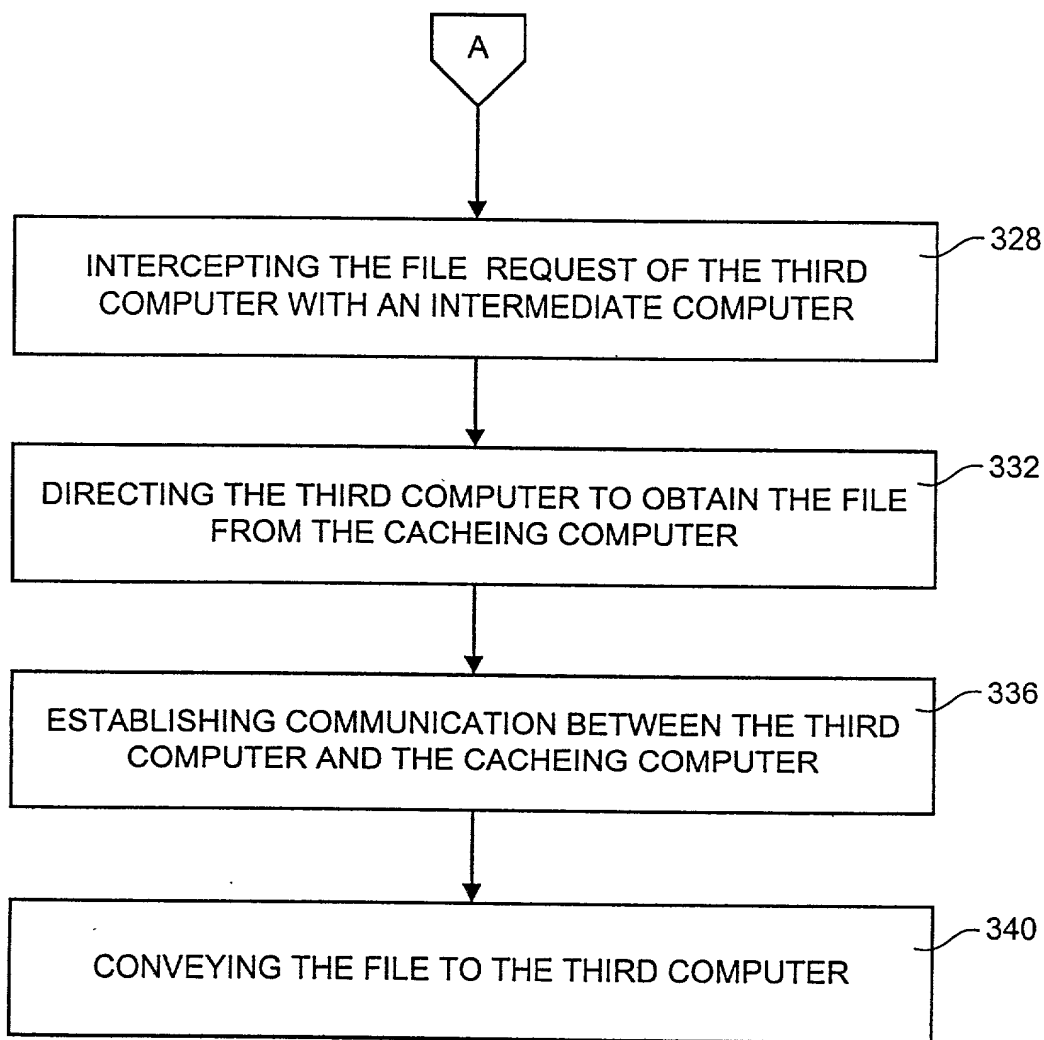 A
328
INTERCEPTING THE FILE REQUEST OF THE THIRD
COMPUTER WITH AN INTERMEDIATE COMPUTER
332
DIRECTING THE THIRD COMPUTER TO OBTAIN THE FILE
FROM THE CACHEING COMPUTER
336
ESTABLISHING COMMUNICATION BETWEEN THE THIRD
COMPUTER AND THE CACHEING COMPUTER
340
CONVEYING THE FILE TO THE THIRD COMPUTER